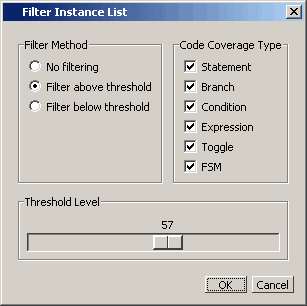 Filter Instance List
Filter Method
No filtering
Filter above threshold
Filter below threshold
Code Coverage Type
Statement
Branch
Condition
Expression
Toggle
FSM
Threshold Level
57
OK
Cancel